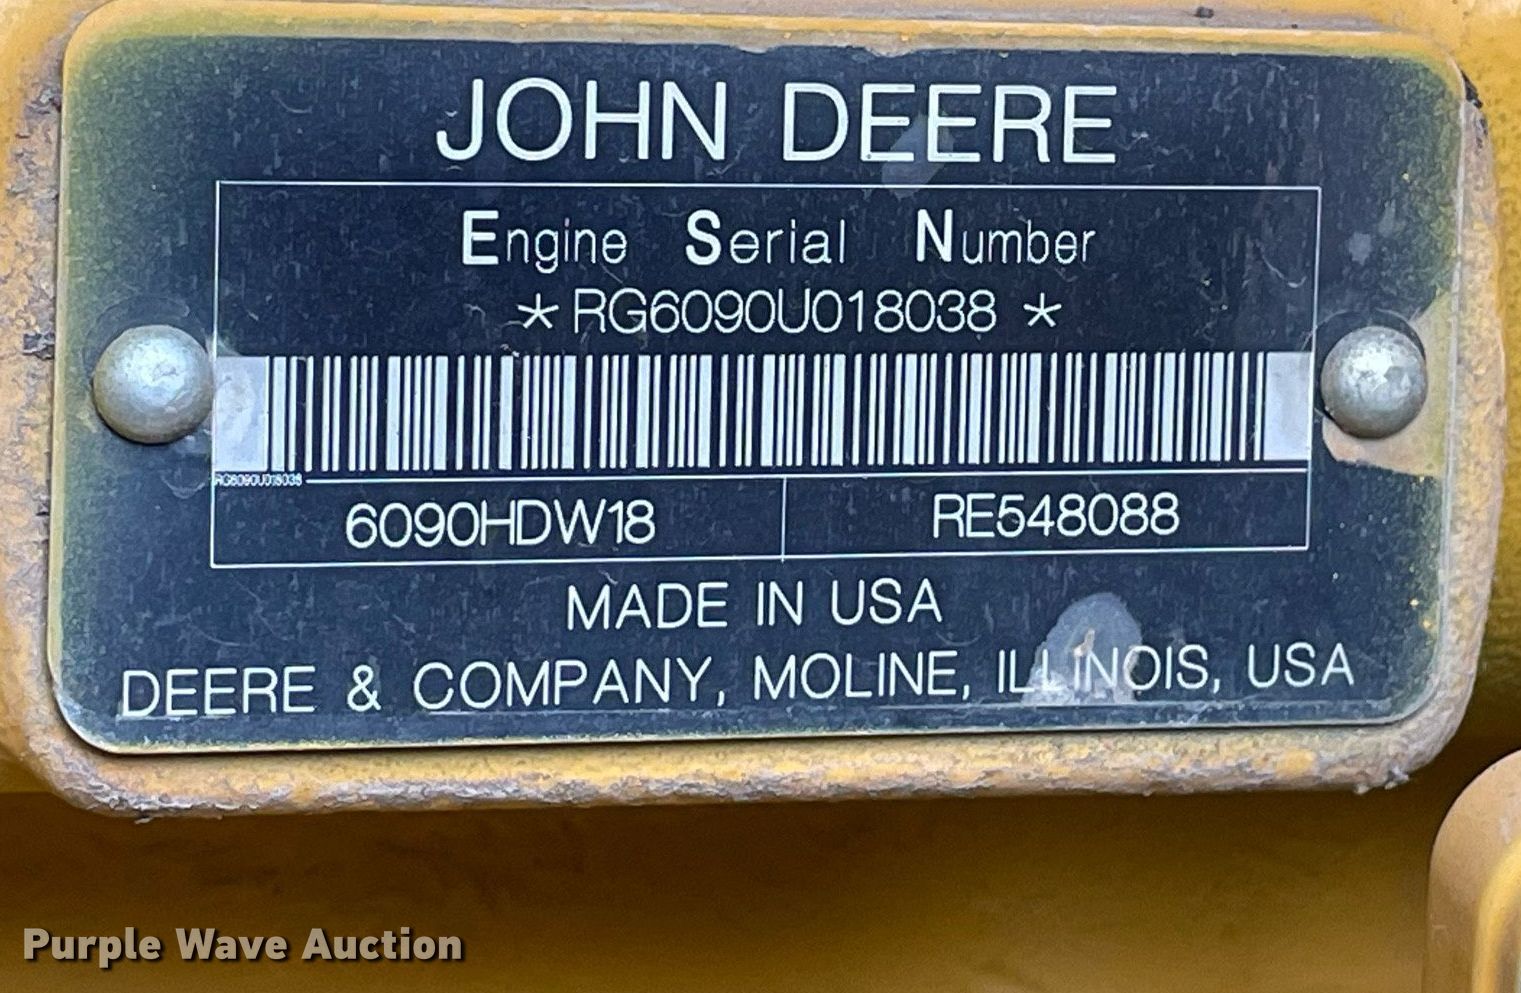 JOHN DEERE
Engine Serial Number
*RG6090U018038*
RG6090U018038
6090HDW18 RE548088
MADE IN USA
DEERE & COMPANY, MOLINE, ILLINOIS, USA
Purple Wave Auction